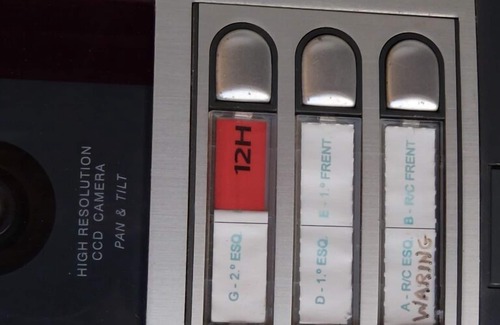 HIGH RESOLUTION
CCD CAMERA
PAN & TILT
G - 2.º ESQ. 12H
D - 1.º ESQ. E - 1.º FRENT
A - R/C ESQ. B - R/C FRENT
WARING